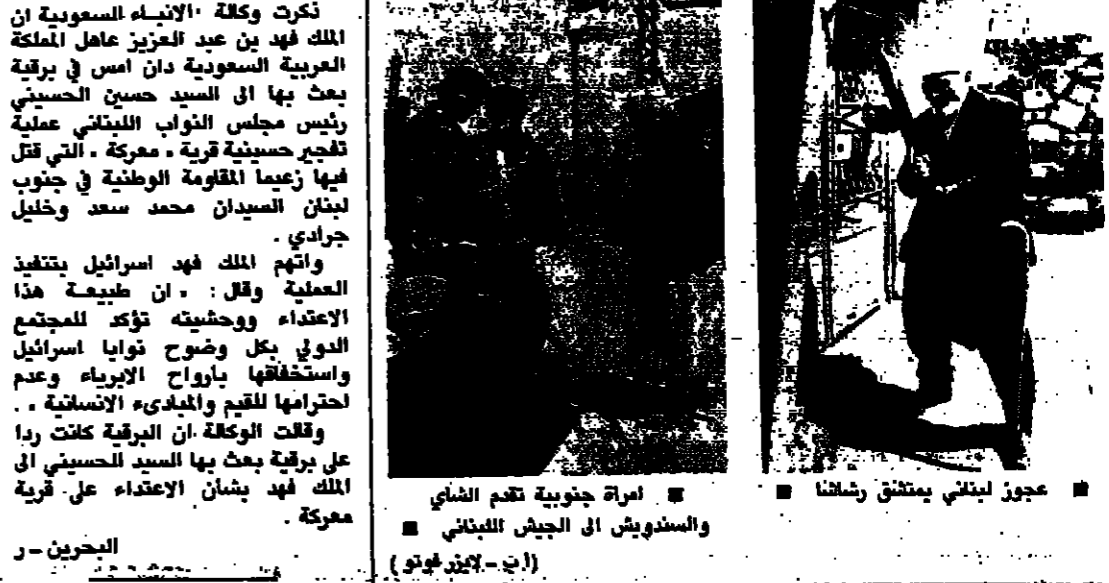 عجوز لبناني يمتشق رشاشا
امراة جنوبية تقدم الشاي
والسندويش الى الجيش اللبناني
(ا ب - لايزر فوتو)
ذكرت وكالة الانباء السعودية ان
الملك فهد بن عبد العزيز عاهل المملكة
العربية السعودية دان امس في برقية
بعث بها الى السيد حسين الحسيني
رئيس مجلس النواب اللبناني عملية
تفجير حسينية قرية « معركة » التي قتل
فيها زعيما المقاومة الوطنية في جنوب
لبنان السيدان محمد سعد وخليل
جرادي .
واتهم الملك فهد اسرائيل بتنفيذ
العملية وقال : « ان طبيعة هذا
الاعتداء ووحشيته تؤكد للمجتمع
الدولي بكل وضوح نوايا اسرائيل
واستخفافها بأرواح الابرياء وعدم
احترامها للقيم والمبادىء الانسانية » .
وقالت الوكالة ان البرقية كانت ردا
على برقية بعث بها السيد الحسيني الى
الملك فهد بشأن الاعتداء على قرية
معركة .
البحرين - ر